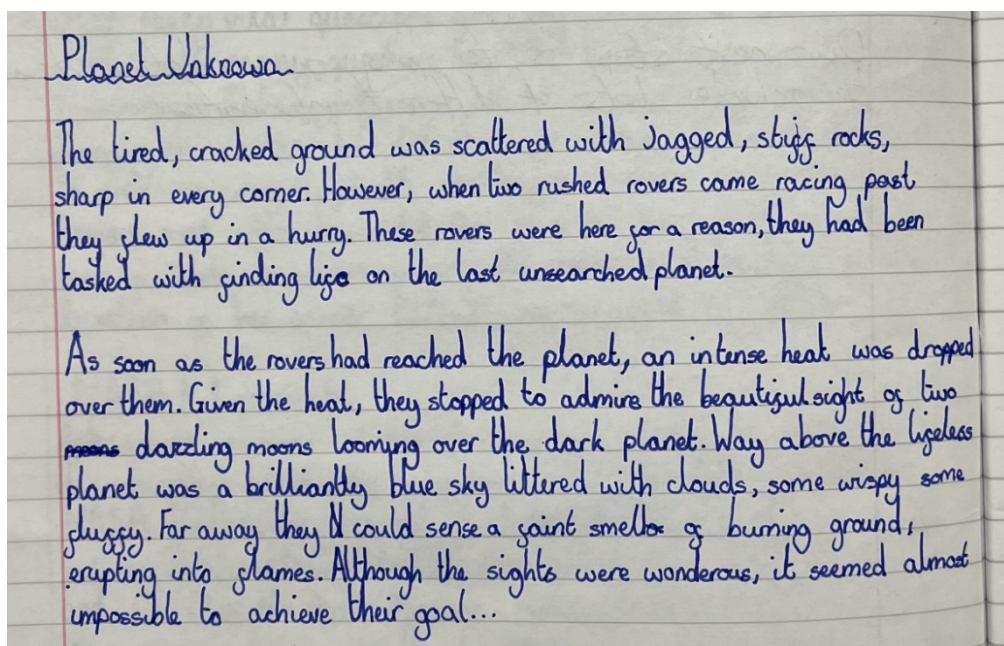 Planet Unknown
The tired, cracked ground was scattered with jagged, stiff rocks,
sharp in every corner. However, when two rushed rovers came racing past
they flew up in a hurry. These rovers were here for a reason, they had been
tasked with finding life on the last unsearched planet.
As soon as the rovers had reached the planet, an intense heat was dropped
over them. Given the heat, they stopped to admire the beautiful sight of two
moons dazzling moons looming over the dark planet. Way above the lifeless
planet was a brilliantly blue sky littered with clouds, some wispy some
fluffy. Far away they could sense a faint smell of burning ground,
erupting into flames. Although the sights were wonderous, it seemed almost
impossible to achieve their goal...